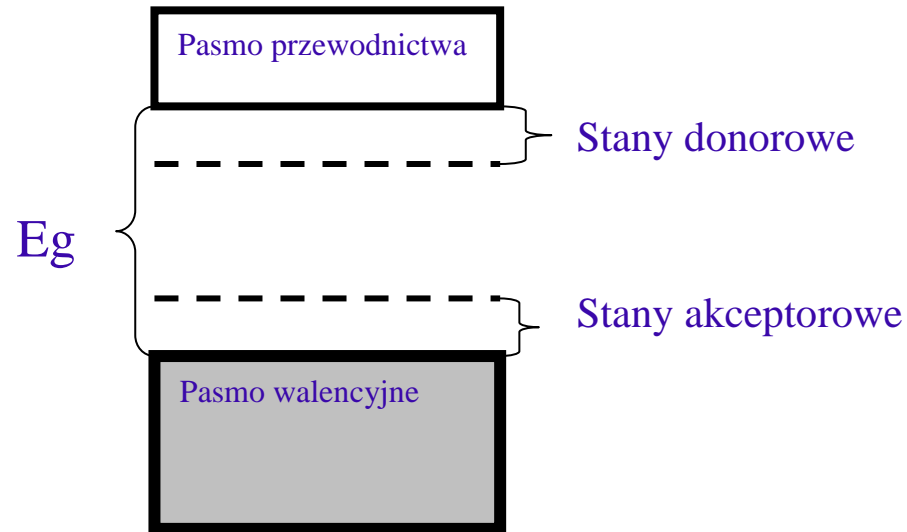 Pasmo przewodnictwa
Stany donorowe
Eg
Stany akceptorowe
Pasmo walencyjne